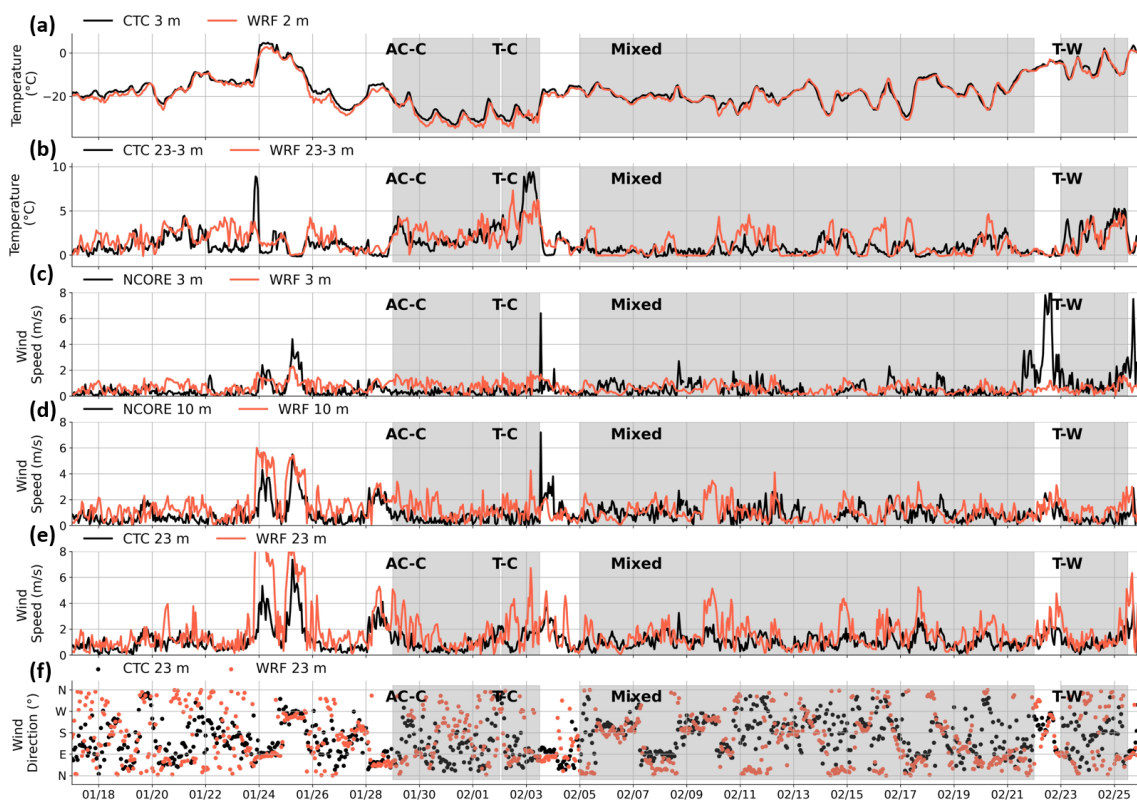 (a)
CTC 3 m WRF 2 m
AC-C T-C Mixed T-W
Temperature
(°C)
0
−20
(b)
CTC 23-3 m WRF 23-3 m
AC-C T-C Mixed T-W
Temperature
(°C)
10
5
0
(c)
NCORE 3 m WRF 3 m
AC-C T-C Mixed T-W
Wind
Speed (m/s)
8
6
4
2
0
(d)
NCORE 10 m WRF 10 m
AC-C T-C Mixed T-W
Wind
Speed (m/s)
8
6
4
2
0
(e)
CTC 23 m WRF 23 m
AC-C T-C Mixed T-W
Wind
Speed (m/s)
8
6
4
2
0
(f)
CTC 23 m WRF 23 m
AC-C T-C Mixed T-W
Wind
Direction (°)
N
W
S
E
N
01/18 01/20 01/22 01/24 01/26 01/28 02/01 02/03 02/05 02/07 02/09 02/11 02/13 02/15 02/17 02/19 02/21 02/23 02/25